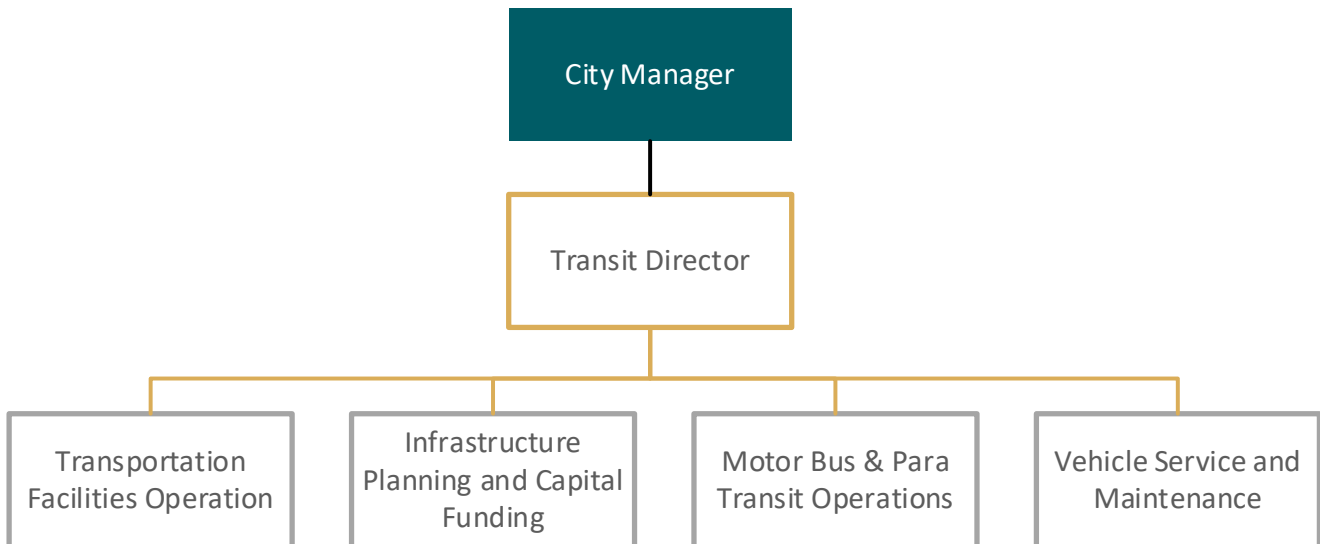 City Manager
Transit Director
Transportation
Facilities Operation
Infrastructure
Planning and Capital
Funding
Motor Bus & Para
Transit Operations
Vehicle Service and
Maintenance